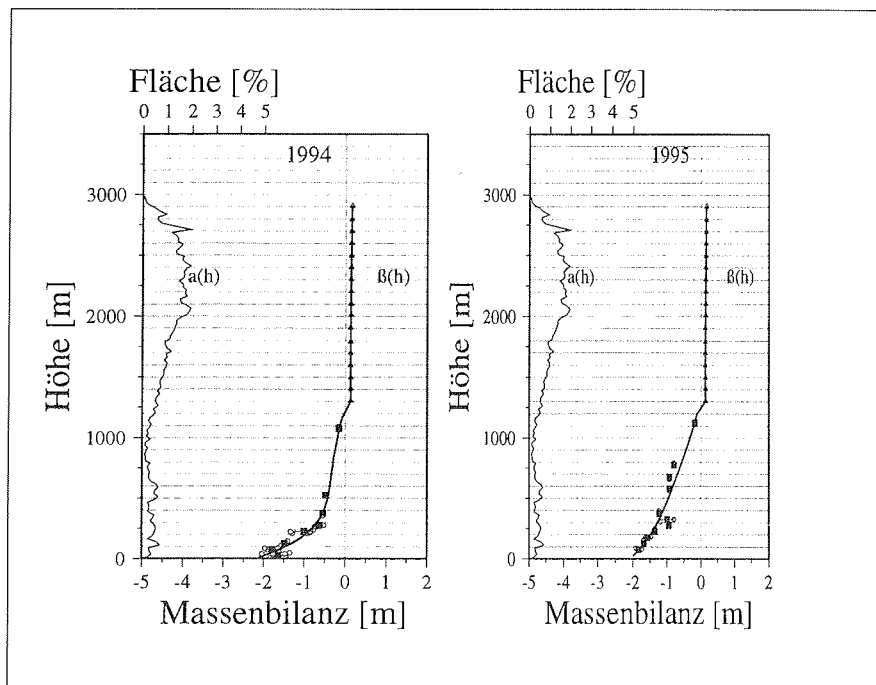 Fläche [%]
0 1 2 3 4 5
1994
3000
2000
1000
0
a(h)
ß(h)
Höhe [m]
-5 -4 -3 -2 -1 0 1 2
Massenbilanz [m]
Fläche [%]
0 1 2 3 4 5
1995
3000
2000
1000
0
a(h)
ß(h)
Höhe [m]
-5 -4 -3 -2 -1 0 1 2
Massenbilanz [m]